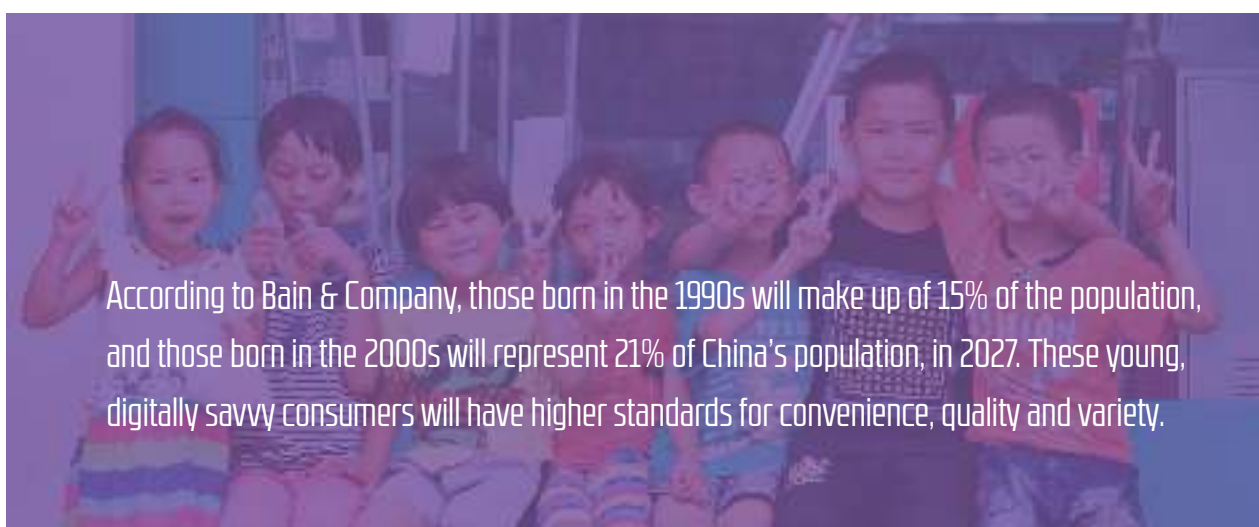 According to Bain & Company, those born in the 1990s will make up of 15% of the population,
and those born in the 2000s will represent 21% of China's population, in 2027. These young,
digitally savvy consumers will have higher standards for convenience, quality and variety.